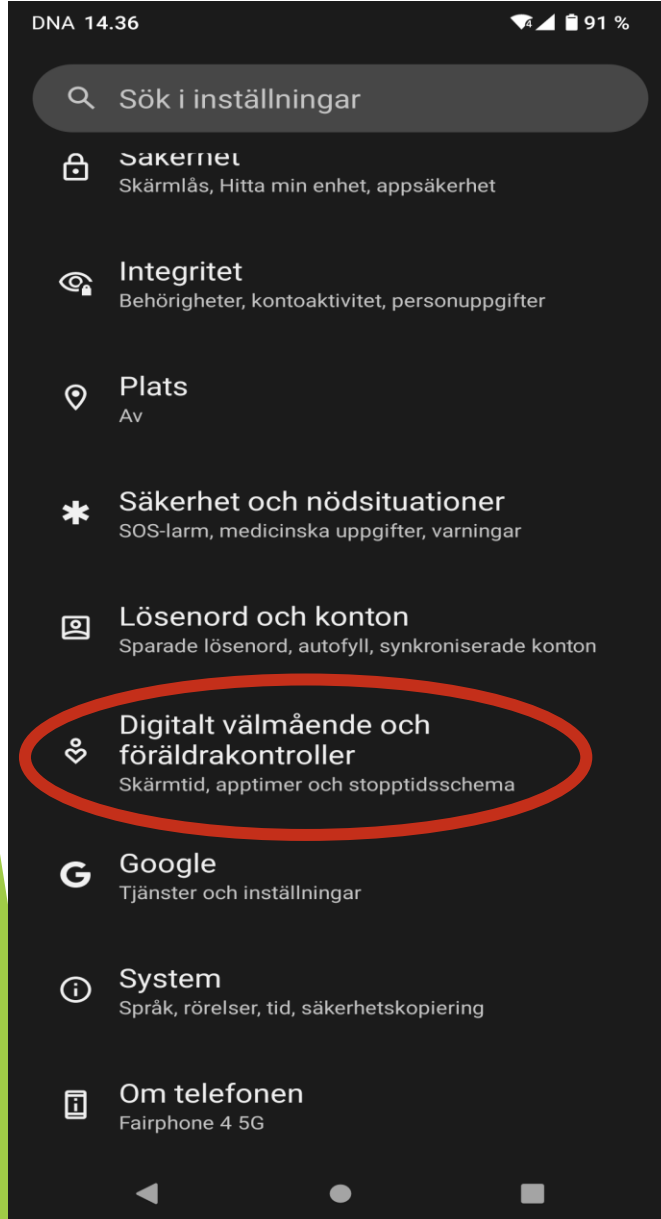 DNA 14.36 4 91 %
Sök i inställningar
Säkerhet
Skärmlås, Hitta min enhet, appsäkerhet
Integritet
Behörigheter, kontoaktivitet, personuppgifter
Plats
Av
Säkerhet och nödsituationer
SOS-larm, medicinska uppgifter, varningar
Lösenord och konton
Sparade lösenord, autofyll, synkroniserade konton
Digitalt välmående och
föräldrakontroller
Skärmtid, apptimer och stopptidsschema
Google
Tjänster och inställningar
System
Språk, rörelser, tid, säkerhetskopiering
Om telefonen
Fairphone 4 5G